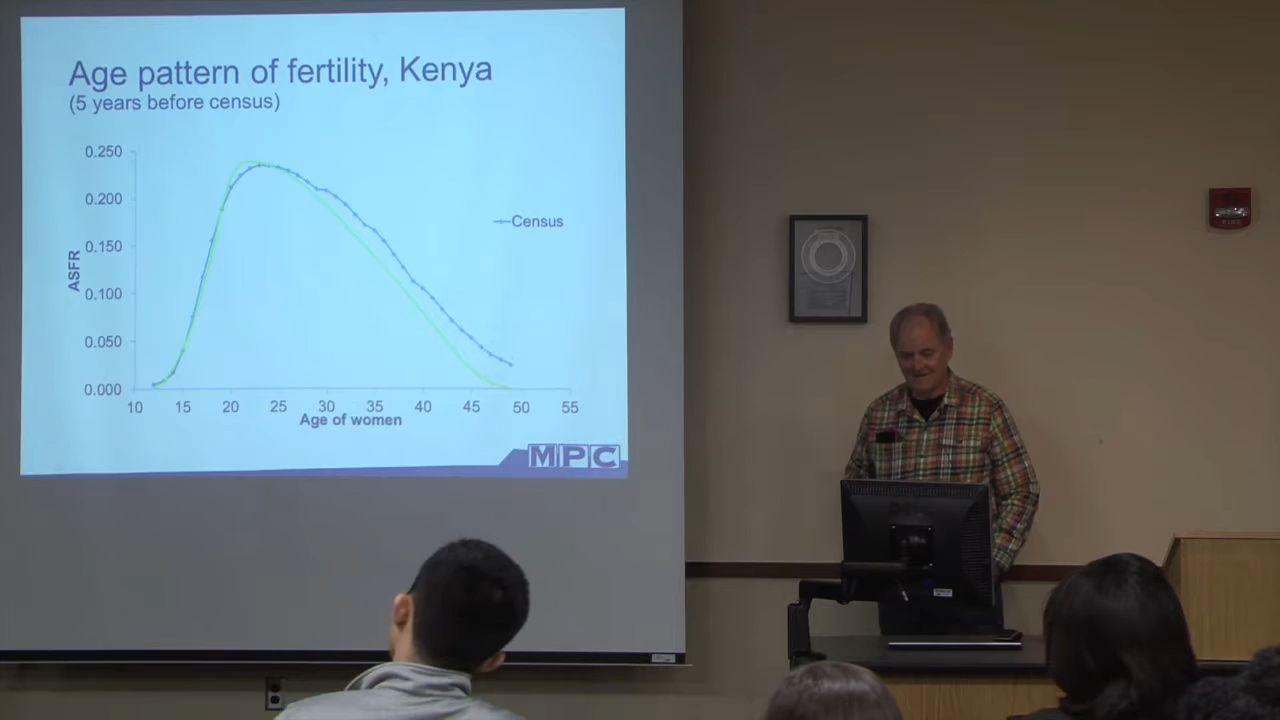 Age pattern of fertility, Kenya
(5 years before census)
0.250
0.200
0.150
0.100
0.050
0.000
ASFR
Census
10 15 20 25 30 35 40 45 50 55
Age of women
MPC
FIRE